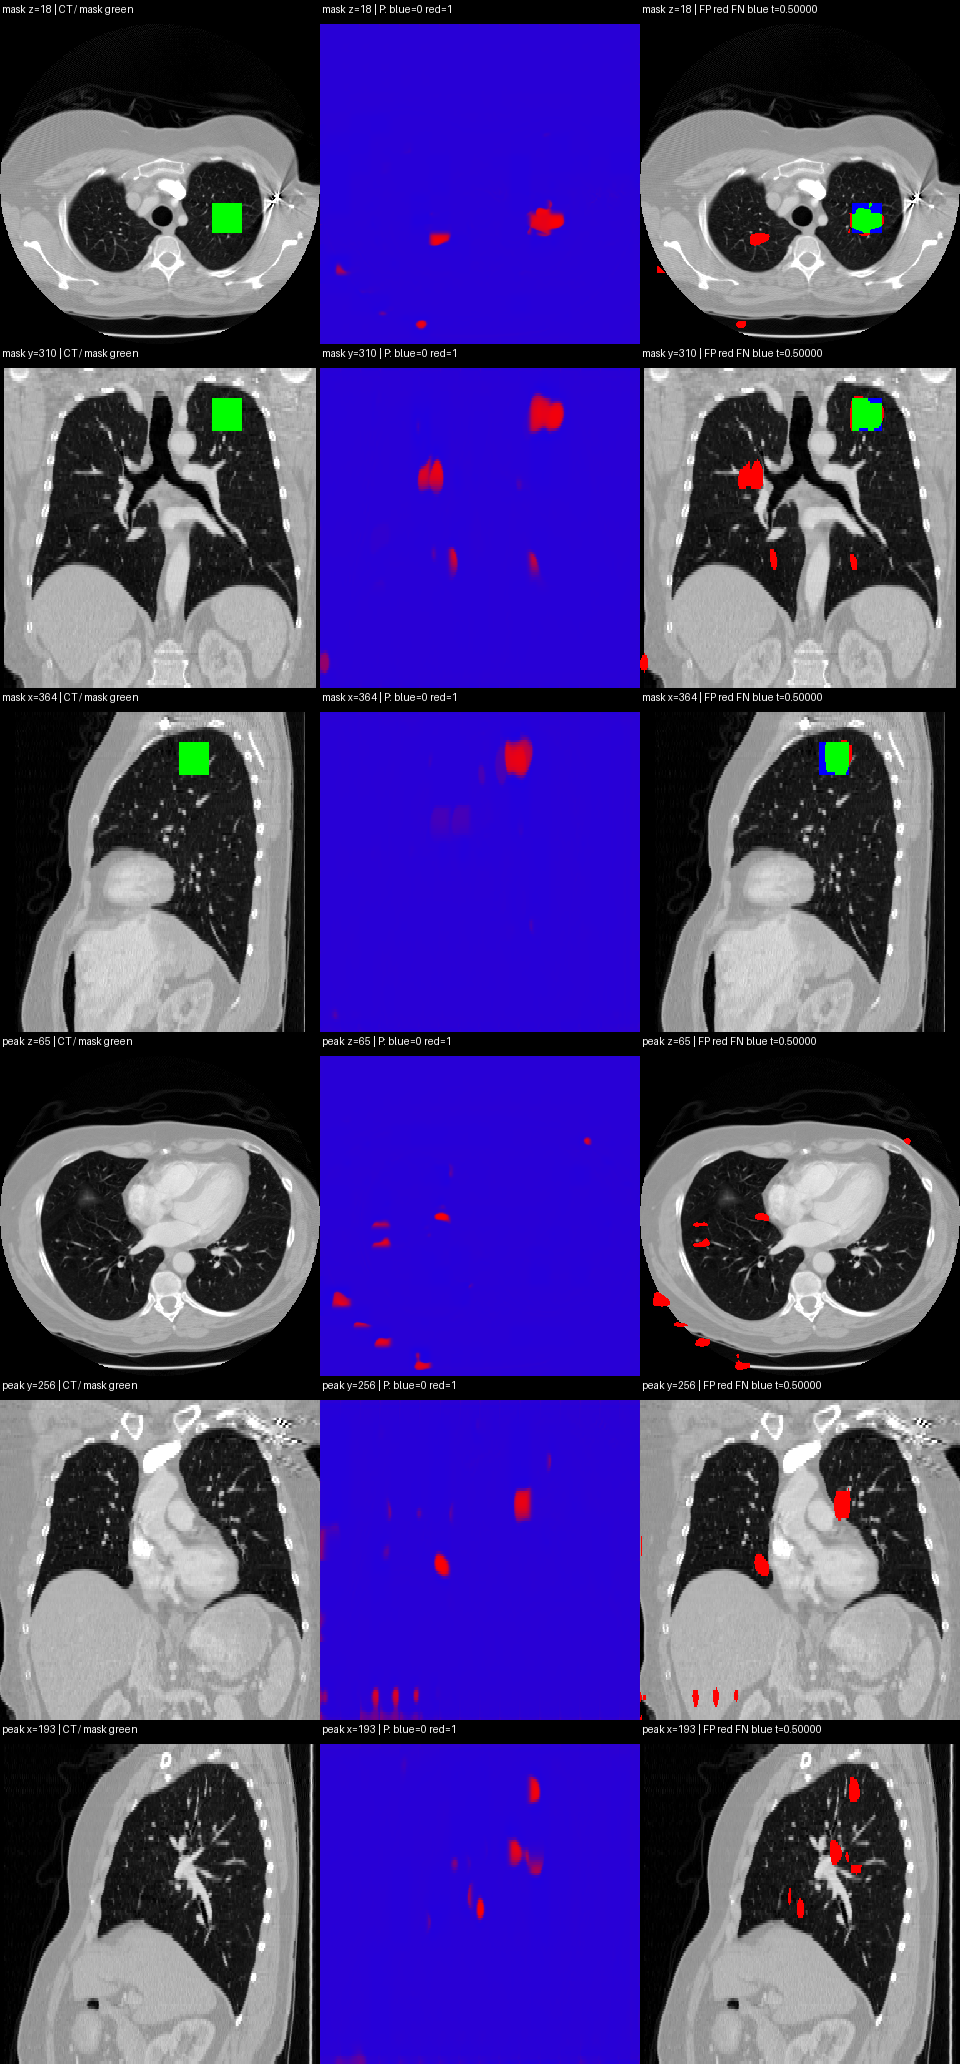 mask z=18 | CT / mask green
mask z=18 | P: blue=0 red=1
mask z=18 | FP red FN blue t=0.50000
mask y=310 | CT / mask green
mask y=310 | P: blue=0 red=1
mask y=310 | FP red FN blue t=0.50000
mask x=364 | CT / mask green
mask x=364 | P: blue=0 red=1
mask x=364 | FP red FN blue t=0.50000
peak z=65 | CT / mask green
peak z=65 | P: blue=0 red=1
peak z=65 | FP red FN blue t=0.50000
peak y=256 | CT / mask green
peak y=256 | P: blue=0 red=1
peak y=256 | FP red FN blue t=0.50000
peak x=193 | CT / mask green
peak x=193 | P: blue=0 red=1
peak x=193 | FP red FN blue t=0.50000